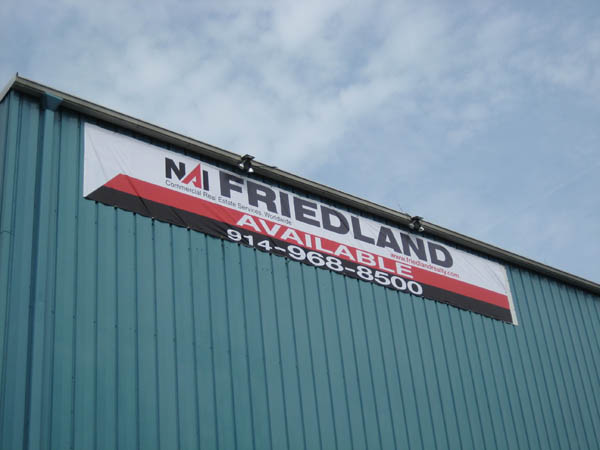 NAI FRIEDLAND
Commercial Real Estate Services, Worldwide
www.friedlandrealty.com
AVAILABLE
914-968-8500